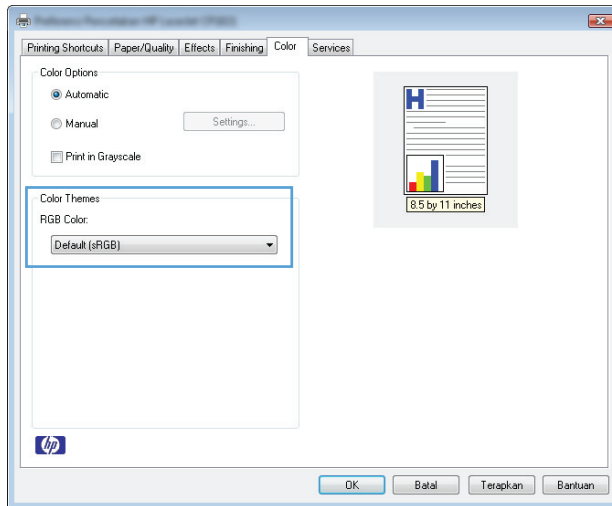 Printing Shortcuts Paper/Quality Effects Finishing Color Services
Color Options
Automatic
Manual Settings...
Print in Grayscale
H
8.5 by 11 inches
Color Themes
RGB Color:
Default (sRGB)
hp
OK Batal Terapkan Bantuan